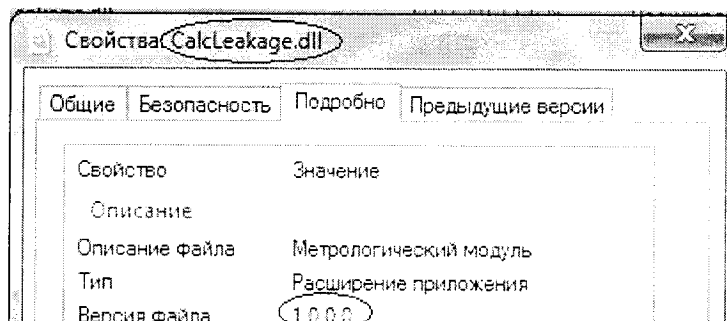 Свойства: CalcLeakage.dll
Общие Безопасность Подробно Предыдущие версии
Свойство Значение
Описание
Описание файла Метрологический модуль
Тип Расширение приложения
Версия файла 1.0.0.0